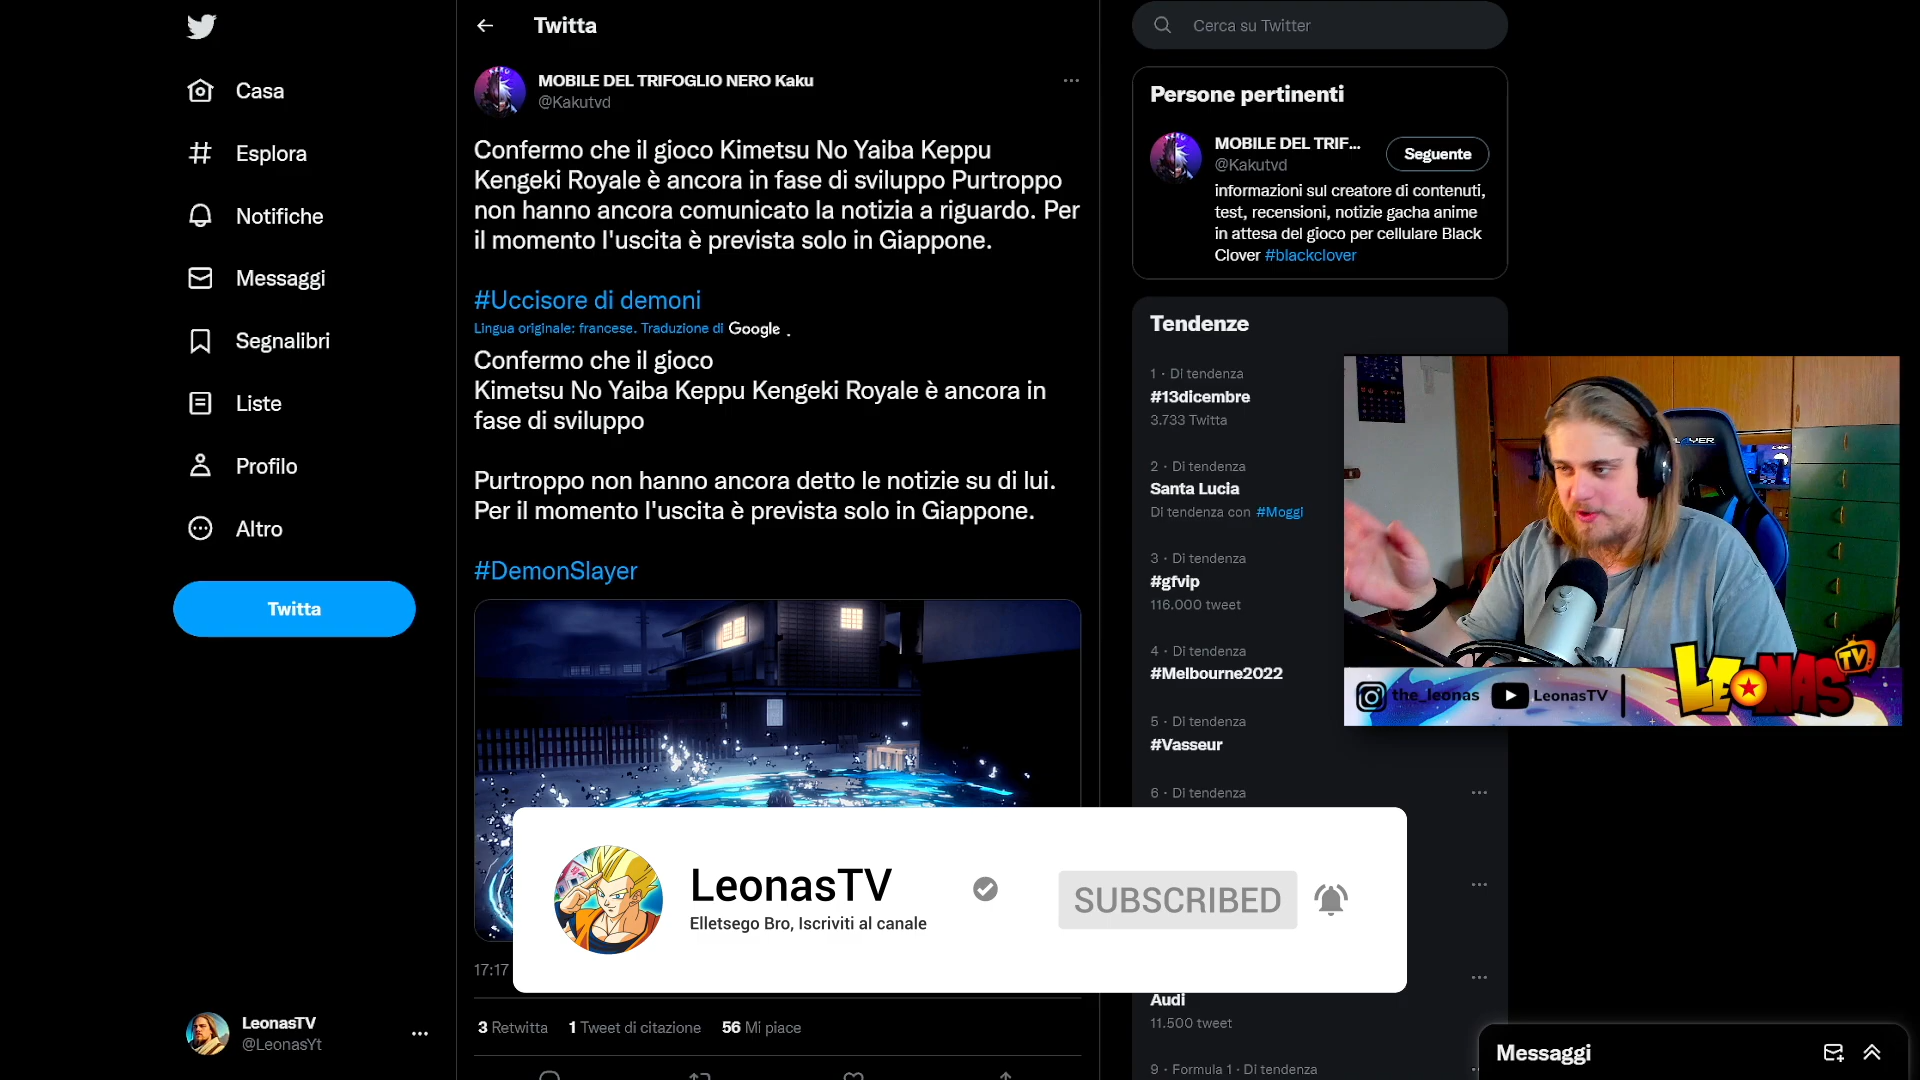 Twitta
Cerca su Twitter
Casa
Esplora
Notifiche
Messaggi
Segnalibri
Liste
Profilo
Altro
Twitta
LeonasTV
@LeonasYt
MOBILE DEL TRIFOGLIO NERO Kaku
@Kakutvd
Confermo che il gioco Kimetsu No Yaiba Keppu
Kengeki Royale è ancora in fase di sviluppo Purtroppo
non hanno ancora comunicato la notizia a riguardo. Per
il momento l'uscita è prevista solo in Giappone.
#Uccisore di demoni
Lingua originale: francese. Traduzione di Google .
Confermo che il gioco
Kimetsu No Yaiba Keppu Kengeki Royale è ancora in
fase di sviluppo
Purtroppo non hanno ancora detto le notizie su di lui.
Per il momento l'uscita è prevista solo in Giappone.
#DemonSlayer
17:17
3 Retwitta 1 Tweet di citazione 56 Mi piace
LeonasTV
Elletsego Bro, Iscriviti al canale
SUBSCRIBED
Persone pertinenti
MOBILE DEL TRIF...
@Kakutvd
Seguente
informazioni sul creatore di contenuti,
test, recensioni, notizie gacha anime
in attesa del gioco per cellulare Black
Clover #blackclover
Tendenze
1 · Di tendenza
#13dicembre
3.733 Twitta
2 · Di tendenza
Santa Lucia
Di tendenza con #Moggi
3 · Di tendenza
#gfvip
116.000 tweet
4 · Di tendenza
#Melbourne2022
5 · Di tendenza
#Vasseur
6 · Di tendenza
Audi
11.500 tweet
9 · Formula 1 · Di tendenza
the_leonas LeonasTV
LEONAS TV
Messaggi